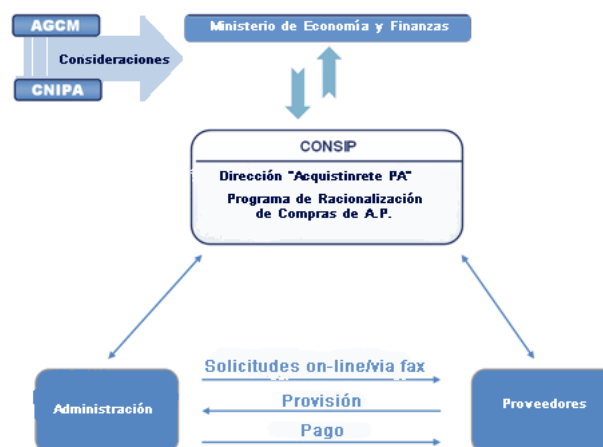 AGCM
Ministerio de Economía y Finanzas
Consideraciones
CNIPA
CONSIP
Dirección "Acquistinrete PA"
Programa de Racionalización
de Compras de A.P.
Solicitudes on-line/via fax
Administración
Provisión
Proveedores
Pago